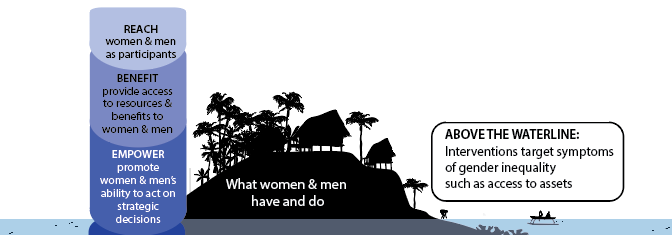 REACH
women & men
as participants
BENEFIT
provide access
to resources &
benefits to
women & men
EMPOWER
promote
women & men's
ability to act on
strategic
decisions
What women & men
have and do
ABOVE THE WATERLINE:
Interventions target symptoms
of gender inequality
such as access to assets